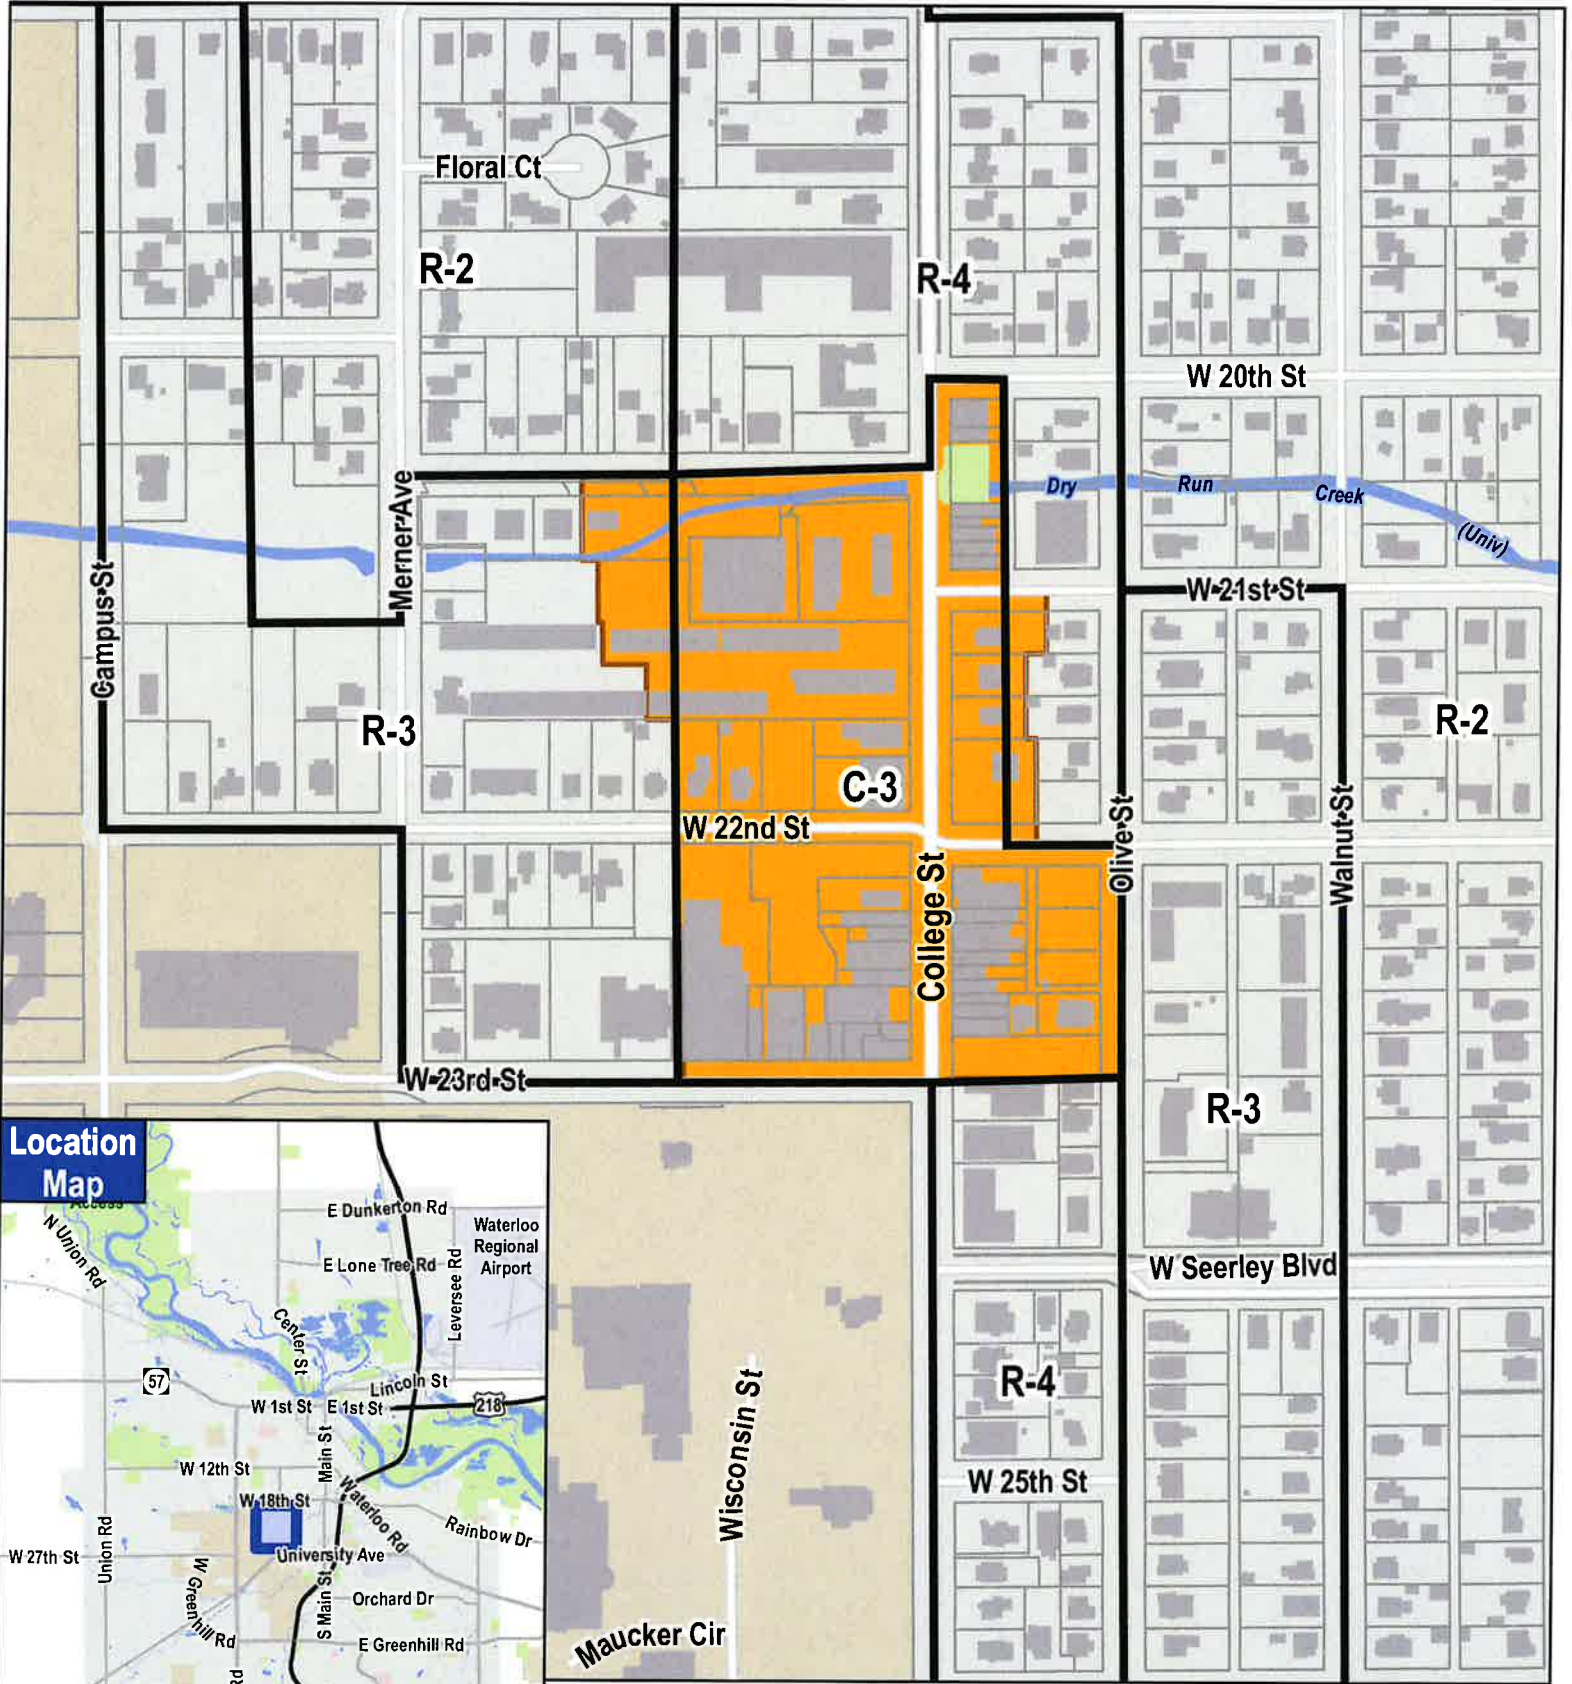 Floral Ct
R-2
R-4
W 20th St
Dry
Run
Creek
(Univ)
Merner Ave
W 21st St
Campus St
R-3
R-2
C-3
W 22nd St
Olive St
Walnut St
College St
W 23rd St
R-3
Location
Map
Access
N Union Rd
E Dunkerton Rd
Waterloo
Regional
Airport
E Lone Tree Rd
Leversee Rd
Center St
57
Lincoln St
W 1st St
E 1st St
218
Main St
W 12th St
W 18th St
Waterloo Rd
Rainbow Dr
Union Rd
W 27th St
University Ave
W Greenhill Rd
S Main St
Orchard Dr
E Greenhill Rd
W Seerley Blvd
R-4
Wisconsin St
W 25th St
Maucker Cir